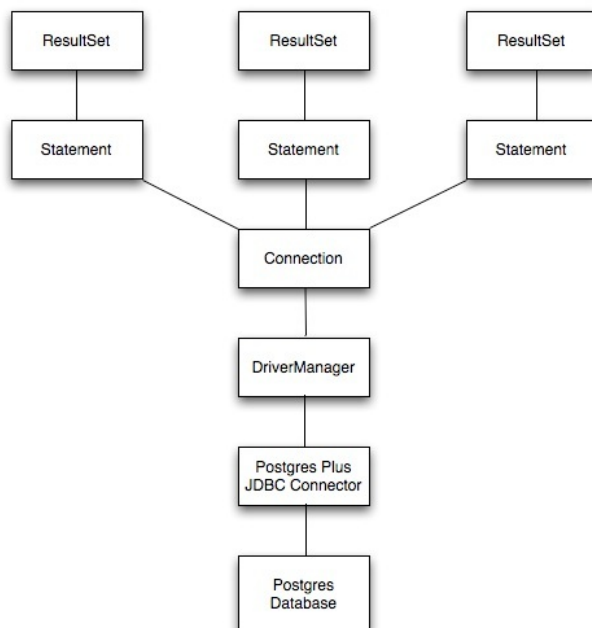 ResultSet
ResultSet
ResultSet
Statement
Statement
Statement
Connection
DriverManager
Postgres Plus
JDBC Connector
Postgres
Database